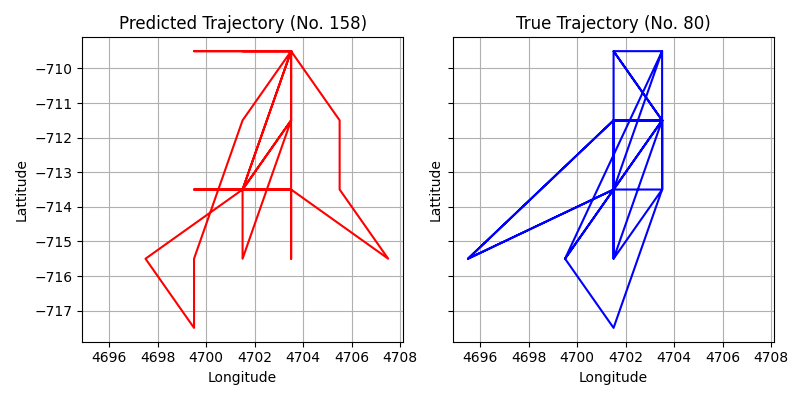 Predicted Trajectory (No. 158)
True Trajectory (No. 80)
−710
−711
−712
−713
−714
−715
−716
−717
Lattitude
Lattitude
4696 4698 4700 4702 4704 4706 4708
4696 4698 4700 4702 4704 4706 4708
Longitude
Longitude